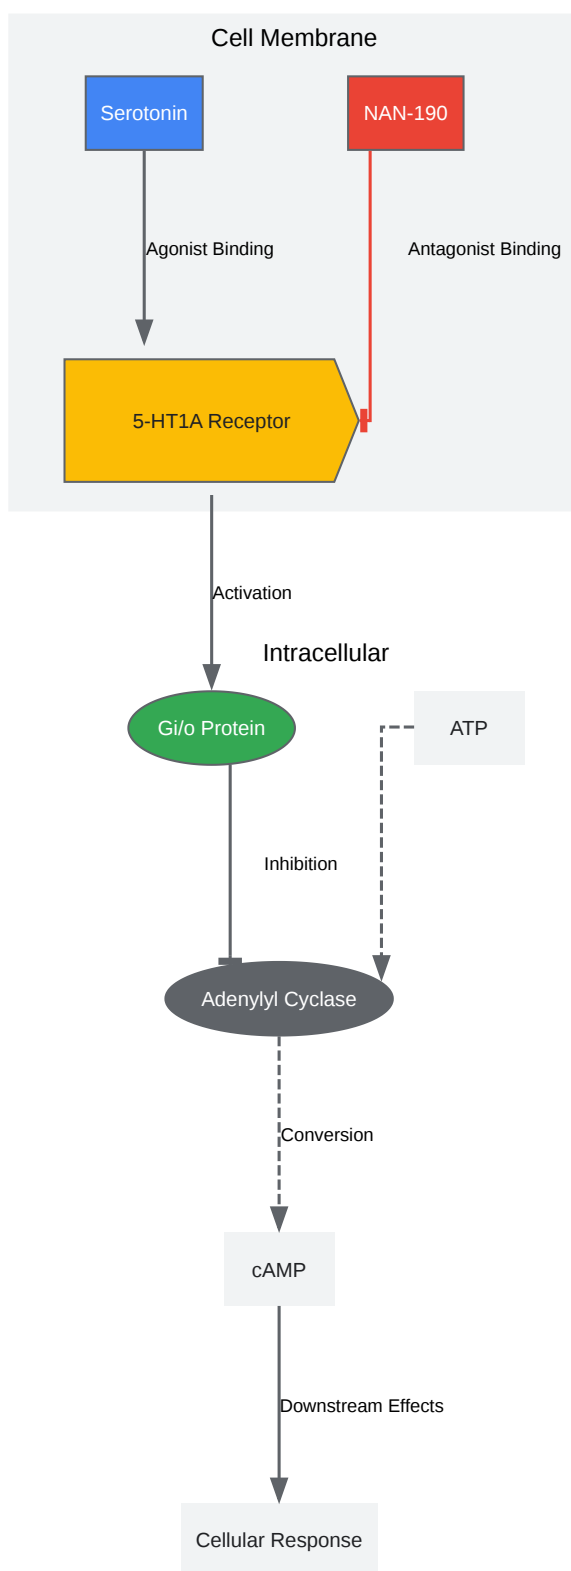 Cell Membrane
Serotonin
NAN-190
Agonist Binding
Antagonist Binding
5-HT1A Receptor
Activation
Intracellular
Gi/o Protein
ATP
Inhibition
Adenylyl Cyclase
Conversion
cAMP
Downstream Effects
Cellular Response